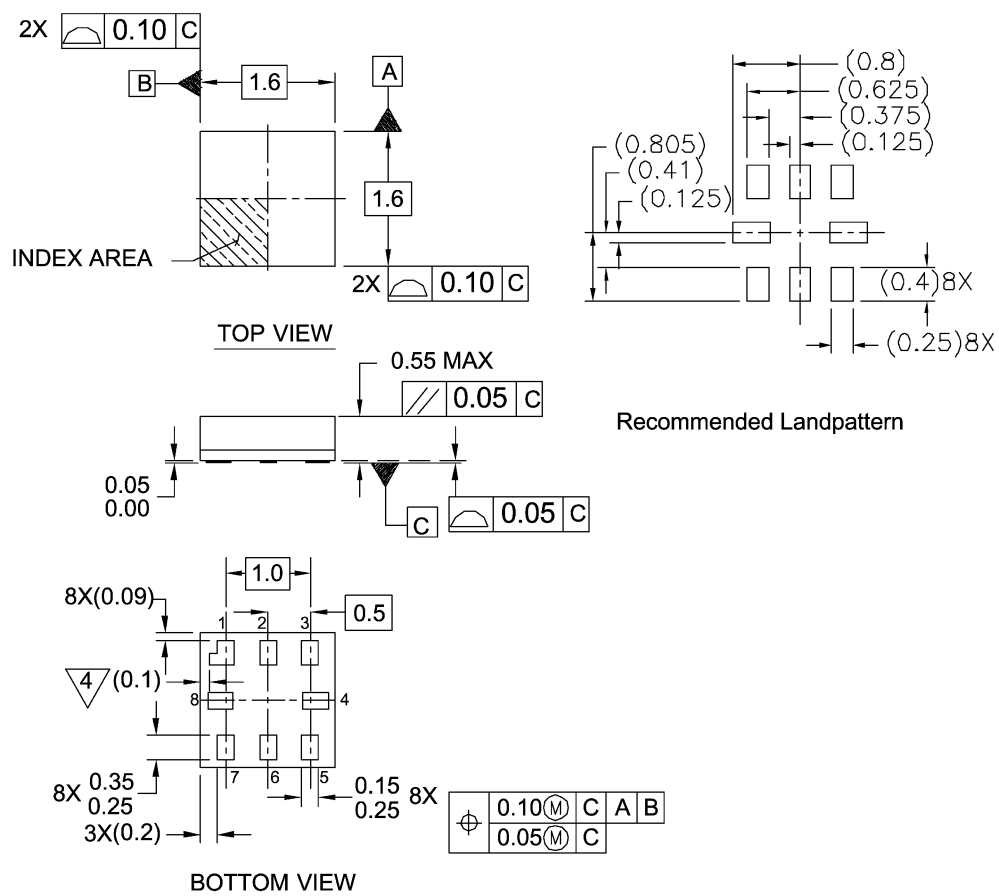 2X 0.10 C
B 1.6 A
1.6
INDEX AREA
2X 0.10 C
TOP VIEW
(0.8)
(0.625)
(0.375)
(0.125)
(0.805)
(0.41)
(0.125)
(0.4)8X
(0.25)8X
Recommended Landpattern
0.55 MAX
// 0.05 C
0.05
0.00
C
0.05 C
1.0
8X(0.09)
0.5
1 2 3
4 (0.1)
8 4
7 6 5
8X 0.35
0.25
0.15
0.25 8X
3X(0.2)
0.10Ⓜ C A B
0.05Ⓜ C
BOTTOM VIEW